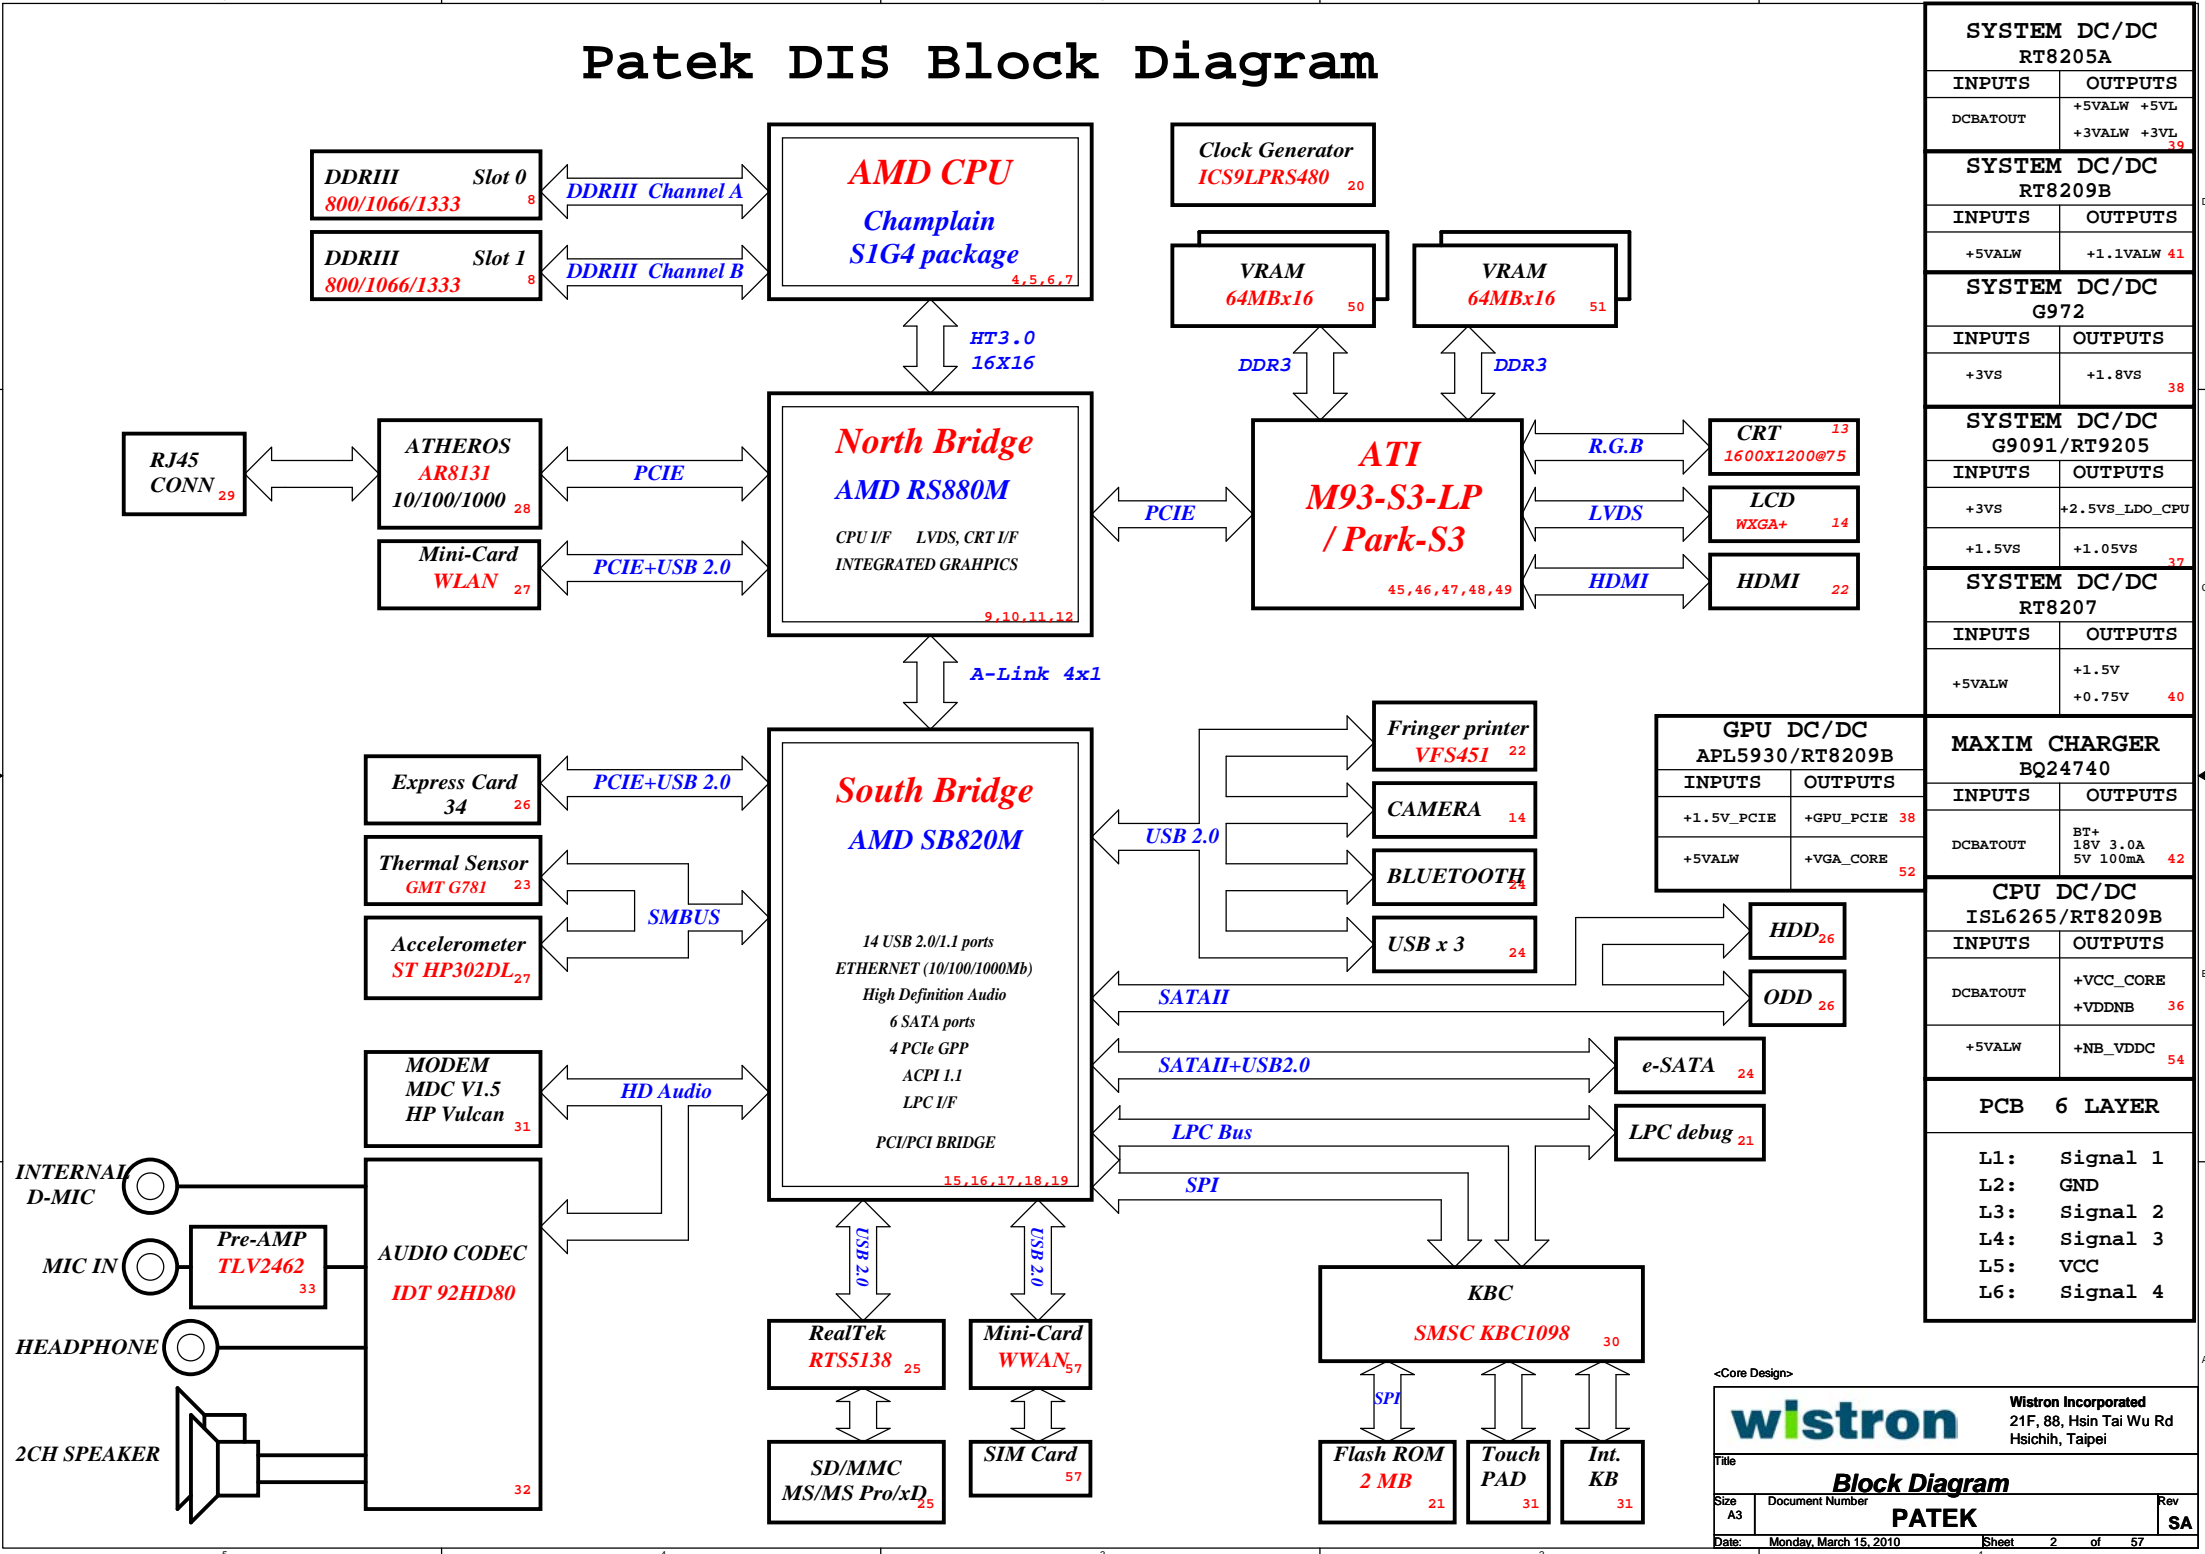 Patek DIS Block Diagram
DDRIII Slot 0
800/1066/1333 8
DDRIII Channel A
DDRIII Slot 1
800/1066/1333 8
DDRIII Channel B
AMD CPU
Champlain
S1G4 package
4,5,6,7
Clock Generator
ICS9LPRS480 20
VRAM
64MBx16 50
VRAM
64MBx16 51
DDR3
DDR3
HT3.0
16X16
RJ45
CONN 29
ATHEROS
AR8131
10/100/1000 28
PCIE
Mini-Card
WLAN 27
PCIE+USB 2.0
North Bridge
AMD RS880M
CPU I/F LVDS, CRT I/F
INTEGRATED GRAHPICS
9,10,11,12
PCIE
ATI
M93-S3-LP
/ Park-S3
45,46,47,48,49
R.G.B
CRT 13
1600X1200@75
LVDS
LCD
WXGA+ 14
HDMI
HDMI 22
A-Link 4x1
Express Card
34 26
PCIE+USB 2.0
Thermal Sensor
GMT G781 23
SMBUS
Accelerometer
ST HP302DL 27
South Bridge
AMD SB820M
14 USB 2.0/1.1 ports
ETHERNET (10/100/1000Mb)
High Definition Audio
6 SATA ports
4 PCIe GPP
ACPI 1.1
LPC I/F
PCI/PCI BRIDGE
15,16,17,18,19
USB 2.0
Fringer printer
VFS451 22
CAMERA 14
BLUETOOTH 24
USB x 3 24
SATAII
HDD 26
ODD 26
SATAII+USB2.0
e-SATA 24
LPC Bus
LPC debug 21
SPI
MODEM
MDC V1.5
HP Vulcan 31
HD Audio
INTERNAL
D-MIC
MIC IN
Pre-AMP
TLV2462
33
HEADPHONE
2CH SPEAKER
AUDIO CODEC
IDT 92HD80
32
USB 2.0
USB 2.0
RealTek
RTS5138 25
SD/MMC
MS/MS Pro/xD 25
Mini-Card
WWAN 57
SIM Card
57
KBC
SMSC KBC1098 30
SPI
Flash ROM
2 MB
21
Touch
PAD
31
Int.
KB
31
GPU DC/DC
APL5930/RT8209B
INPUTS OUTPUTS
+1.5V_PCIE +GPU_PCIE 38
+5VALW +VGA_CORE 52
SYSTEM DC/DC
RT8205A
INPUTS OUTPUTS
DCBATOUT
+5VALW +5VL
+3VALW +3VL
39
SYSTEM DC/DC
RT8209B
INPUTS OUTPUTS
+5VALW +1.1VALW 41
SYSTEM DC/DC
G972
INPUTS OUTPUTS
+3VS +1.8VS 38
SYSTEM DC/DC
G9091/RT9205
INPUTS OUTPUTS
+3VS +2.5VS_LDO_CPU
+1.5VS +1.05VS 37
SYSTEM DC/DC
RT8207
INPUTS OUTPUTS
+5VALW
+1.5V
+0.75V 40
MAXIM CHARGER
BQ24740
INPUTS OUTPUTS
DCBATOUT
BT+
18V 3.0A
5V 100mA 42
CPU DC/DC
ISL6265/RT8209B
INPUTS OUTPUTS
DCBATOUT
+VCC_CORE
+VDDNB 36
+5VALW +NB_VDDC 54
PCB 6 LAYER
L1: Signal 1
L2: GND
L3: Signal 2
L4: Signal 3
L5: VCC
L6: Signal 4
<Core Design>
wistron
Wistron Incorporated
21F, 88, Hsin Tai Wu Rd
Hsichih, Taipei
Title
Block Diagram
Size
A3
Document Number
PATEK
Rev
SA
Date: Monday, March 15, 2010 Sheet 2 of 57